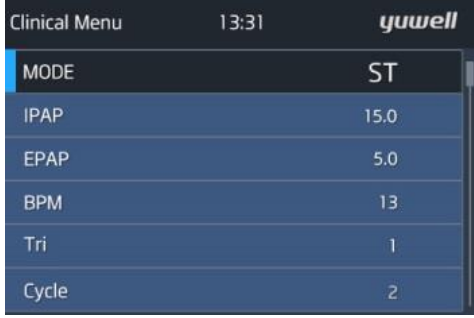 Clinical Menu 13:31 yuwell
MODE ST
IPAP 15.0
EPAP 5.0
BPM 13
Tri 1
Cycle 2